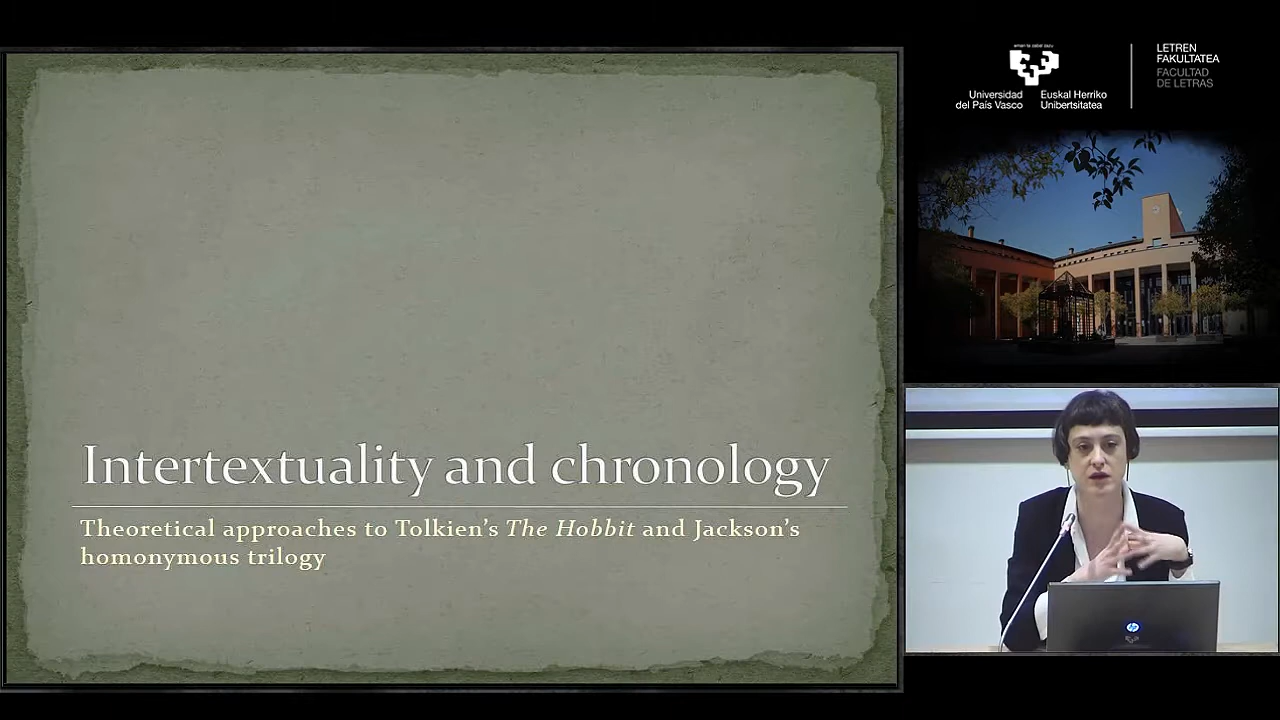 Intertextuality and chronology
Theoretical approaches to Tolkien's The Hobbit and Jackson's
homonymous trilogy
Universidad
del País Vasco
Euskal Herriko
Unibertsitatea
LETREN
FAKULTATEA
FACULTAD
DE LETRAS
hp